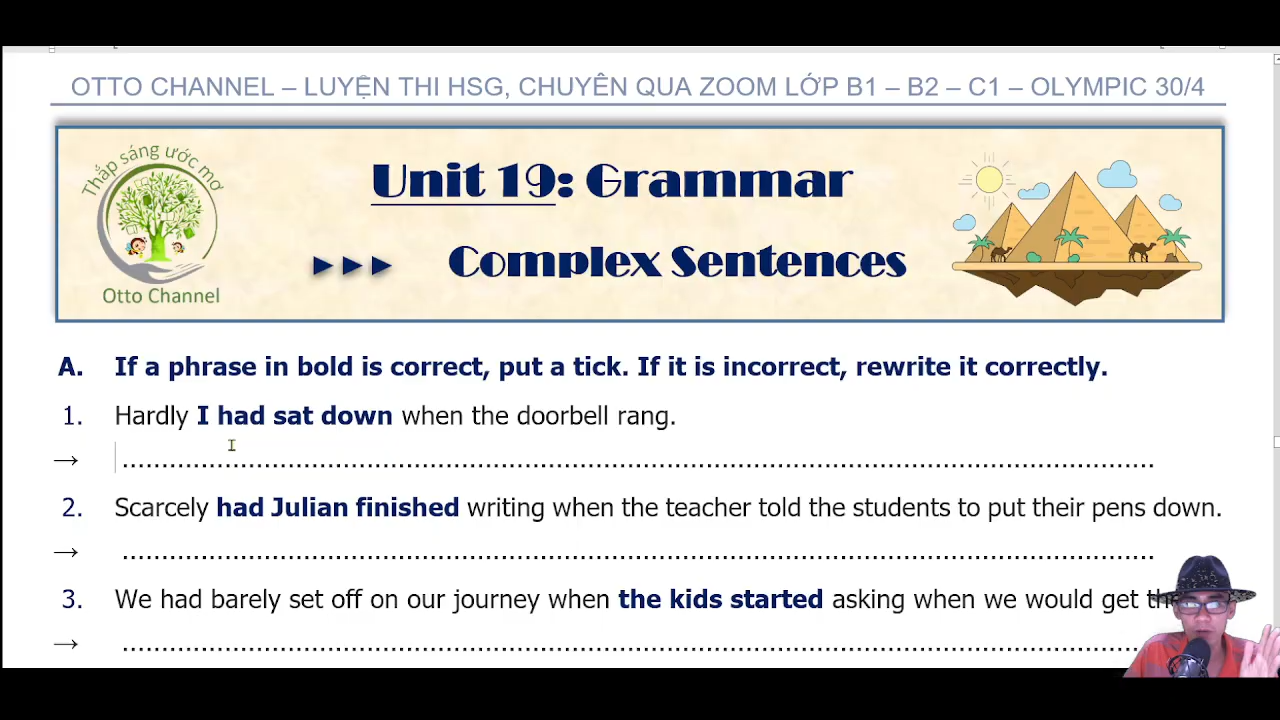 OTTO CHANNEL – LUYỆN THI HSG, CHUYÊN QUA ZOOM LỚP B1 – B2 – C1 – OLYMPIC 30/4
Thắp sáng ước mơ
Otto Channel
Unit 19: Grammar
►►► Complex Sentences
A. If a phrase in bold is correct, put a tick. If it is incorrect, rewrite it correctly.
1. Hardly I had sat down when the doorbell rang.
→ ....................................................................................
2. Scarcely had Julian finished writing when the teacher told the students to put their pens down.
→ ....................................................................................
3. We had barely set off on our journey when the kids started asking when we would get
→ ....................................................................................